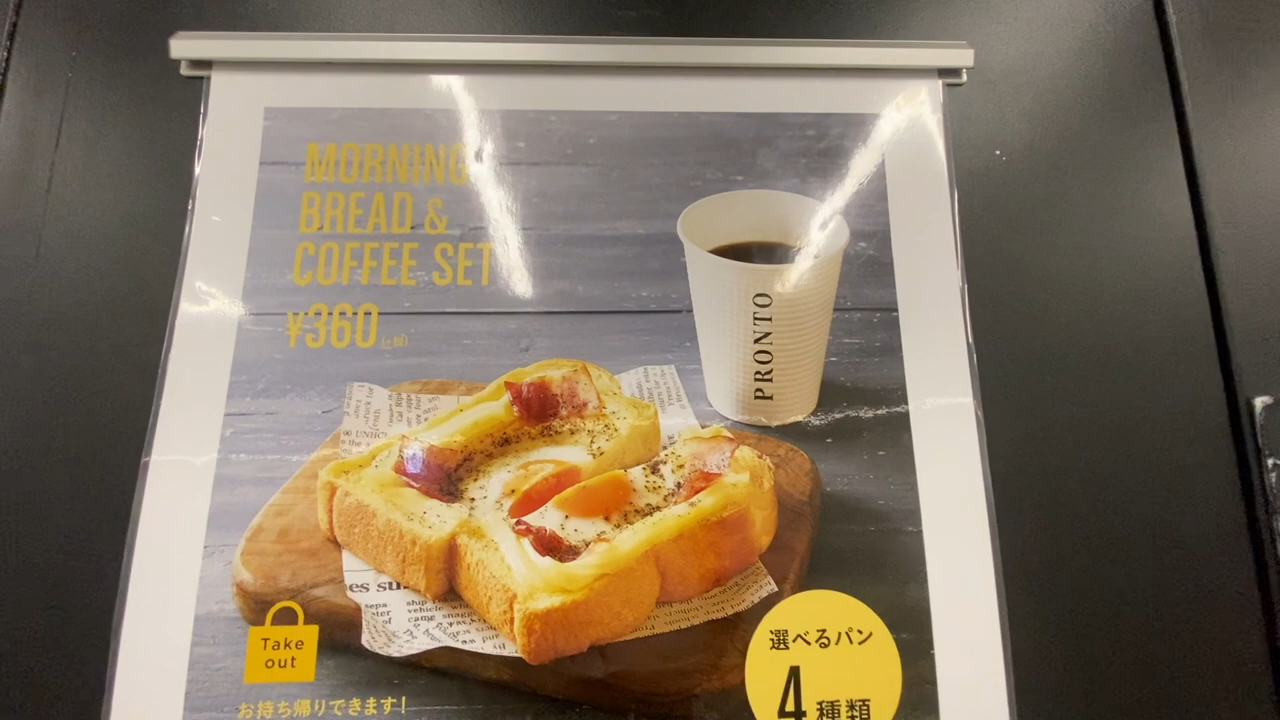 MORNING
BREAD &
COFFEE SET
¥360
PRONTO
Take
out
お持ち帰りできます!
選べるパン
4種類